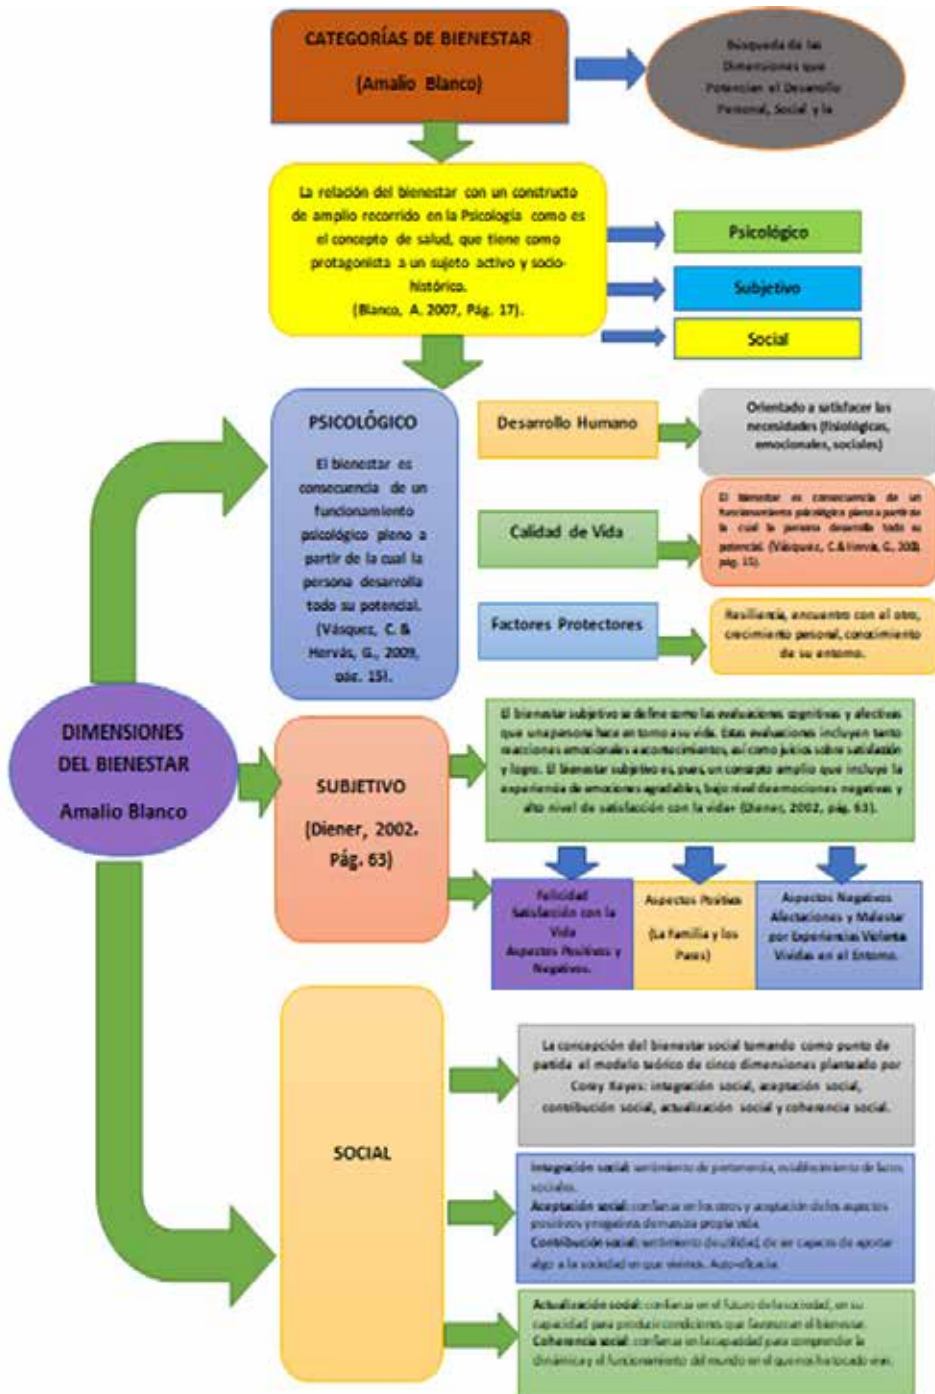 CATEGORÍAS DE BIENESTAR
(Amalio Blanco)
Búsqueda de las
Dimensiones que
Potencian el Desarollo
Personal, Social y la
La relación del bienestar con un constructo
de amplio recorrido en la Psicología como es
el concepto de salud, que tiene como
protagonista a un sujeto activo y socio-
histórico.
(Blanco, A. 2007, Pág. 17).
Psicológico
Subjetivo
Social
PSICOLÓGICO
El bienestar es
consecuencia de un
funcionamiento
psicológico pleno a
partir de la cual la
persona desarrolla
todo su potencial.
(Vásquez, C. &
Hervás, G., 2009,
pág. 15).
Desarrollo Humano
Orientado a satisfacer las
necesidades (fisiológicas,
emocionales, sociales)
Calidad de Vida
El bienestar es consecuencia de un
funcionamiento psicológico pleno a partir de
la cual la persona desarrolla todo su
potencial. (Vásquez, C. & Hervás, G.,
pág. 15).
Factores Protectores
Resiliencia, encuentro con el otro,
crecimiento personal, conocimiento
de su entorno.
DIMENSIONES
DEL BIENESTAR
Amalio Blanco
SUBJETIVO
(Diener, 2002.
Pág. 63)
El bienestar subjetivo se define como las evaluaciones cognitivas y afectivas
que una persona hace en torno a su vida. Estas evaluaciones incluyen tanto
reacciones emocionales a acontecimientos, así como juicios sobre satisfacción
y logro. El bienestar subjetivo es, pues, un concepto amplio que incluye la
experiencia de emociones agradables, bajo nivel de emociones negativas y
alto nivel de satisfacción con la vida» (Diener, 2002, pág. 63).
Felicidad
Satisfacción con la
Vida
Aspectos Positivos y
Negativos.
Aspectos Positivos
(La Familia y los
Pares)
Aspectos Negativos
Afectaciones y Malestar
por Experiencias Violenta
Vividas en el Entorno.
SOCIAL
La concepción del bienestar social tomando como punto de
partida el modelo teórico de cinco dimensiones planteado por
Corey Keyes: integración social, aceptación social,
contribución social, actualización social y coherencia social.
Integración social: sentimiento de pertenencia, establecimiento de lazos
sociales.
Aceptación social: confianza en los otros y aceptación de los aspectos
positivos y negativos de nuestra propia vida.
Contribución social: sentimiento de utilidad, de ser capaces de aportar
algo a la sociedad en que vivimos. Auto-eficacia.
Actualización social: confianza en el futuro de la sociedad, en su
capacidad para producir condiciones que favorezcan el bienestar.
Coherencia social: confianza en la capacidad para comprender la
dinámica y el funcionamiento del mundo en el que nos ha tocado vivir.